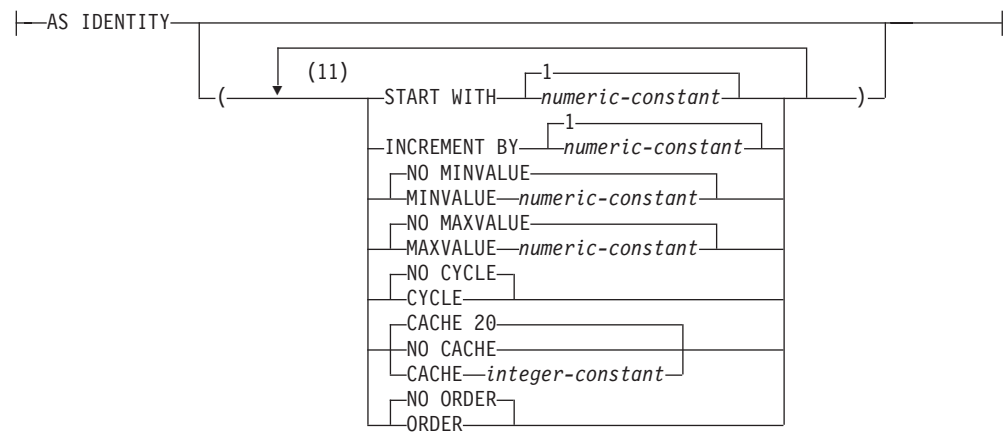 AS IDENTITY
(11) 1
( START WITH numeric-constant )
1
INCREMENT BY numeric-constant
NO MINVALUE
MINVALUE numeric-constant
NO MAXVALUE
MAXVALUE numeric-constant
NO CYCLE
CYCLE
CACHE 20
NO CACHE
CACHE integer-constant
NO ORDER
ORDER